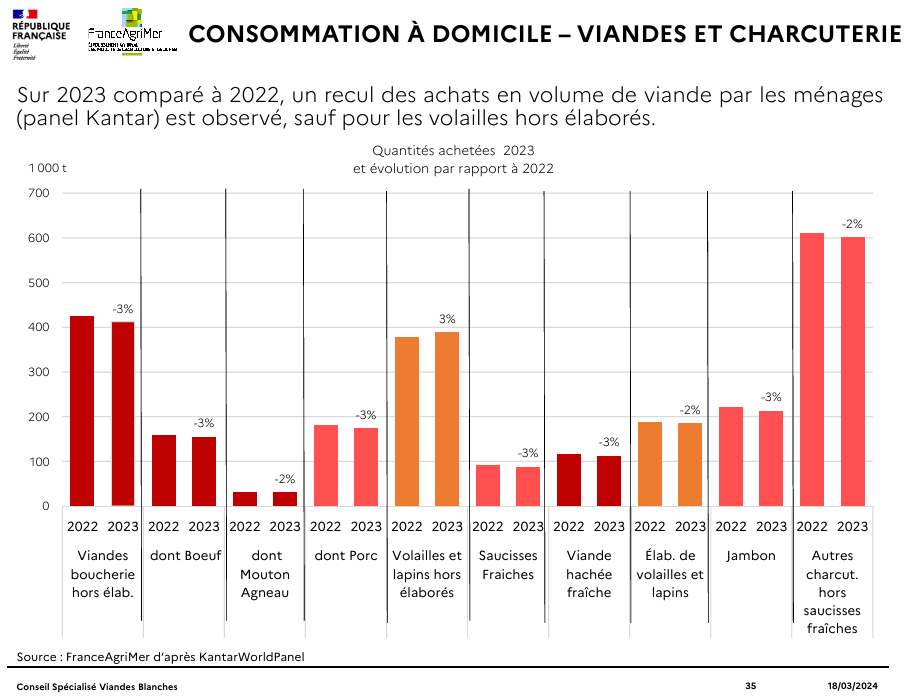 RÉPUBLIQUE
FRANÇAISE
Liberté
Égalité
Fraternité
FranceAgriMer
CONSOMMATION À DOMICILE – VIANDES ET CHARCUTERIE
Sur 2023 comparé à 2022, un recul des achats en volume de viande par les ménages
(panel Kantar) est observé, sauf pour les volailles hors élaborés.
Quantités achetées 2023
et évolution par rapport à 2022
1 000 t
700
600
500
400
300
200
100
0
-3%
-3%
-2%
-3%
3%
-3%
-3%
-2%
-3%
-2%
2022 2023 2022 2023 2022 2023 2022 2023 2022 2023 2022 2023 2022 2023 2022 2023 2022 2023 2022 2023
Viandes
boucherie
hors élab.
dont Boeuf
dont
Mouton
Agneau
dont Porc
Volailles et
lapins hors
élaborés
Saucisses
Fraiches
Viande
hachée
fraîche
Élab. de
volailles et
lapins
Jambon
Autres
charcut.
hors
saucisses
fraîches
Source : FranceAgriMer d’après KantarWorldPanel
Conseil Spécialisé Viandes Blanches
35
18/03/2024